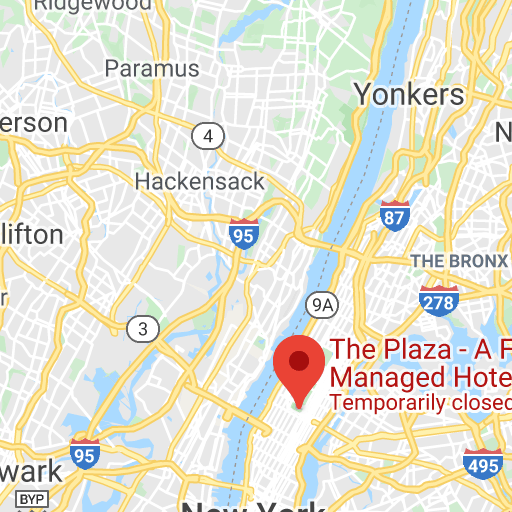 Ridgewood
Paramus
Yonkers
erson
4
N
Hackensack
87
lifton
95
THE BRONX
r
9A
278
3
The Plaza - A F
Managed Hote
Temporarily closed
95
wark
495
BYP
New York